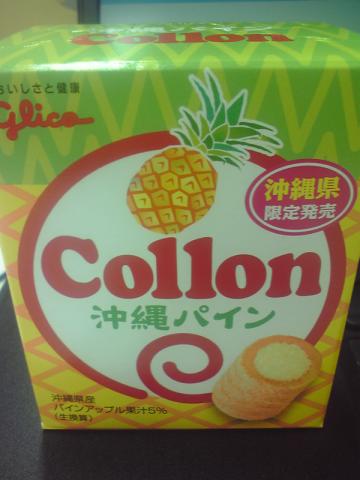 Collon
おいしさと健康
Glico
沖縄県
限定発売
Collon
沖縄パイン
沖縄県産
パインアップル果汁5%
(生換算)